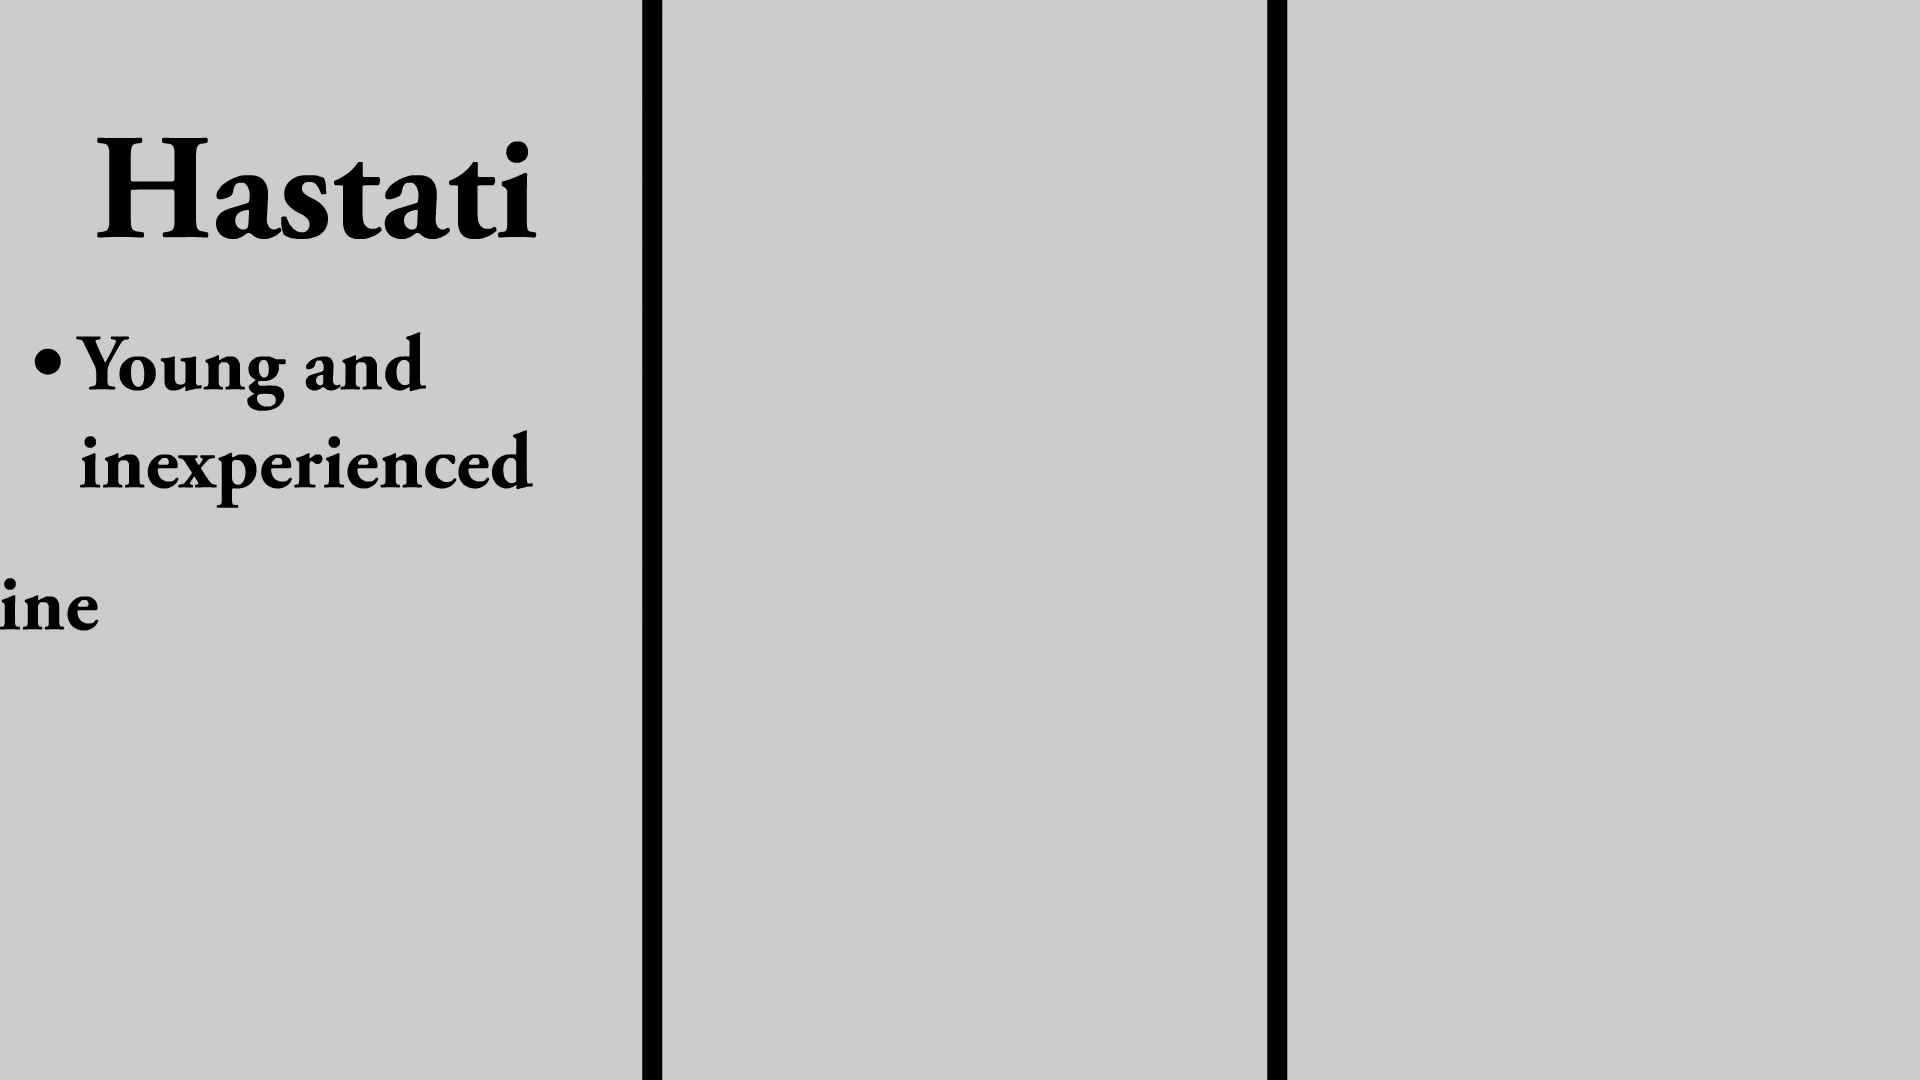 Hastati
• Young and
inexperienced
ine